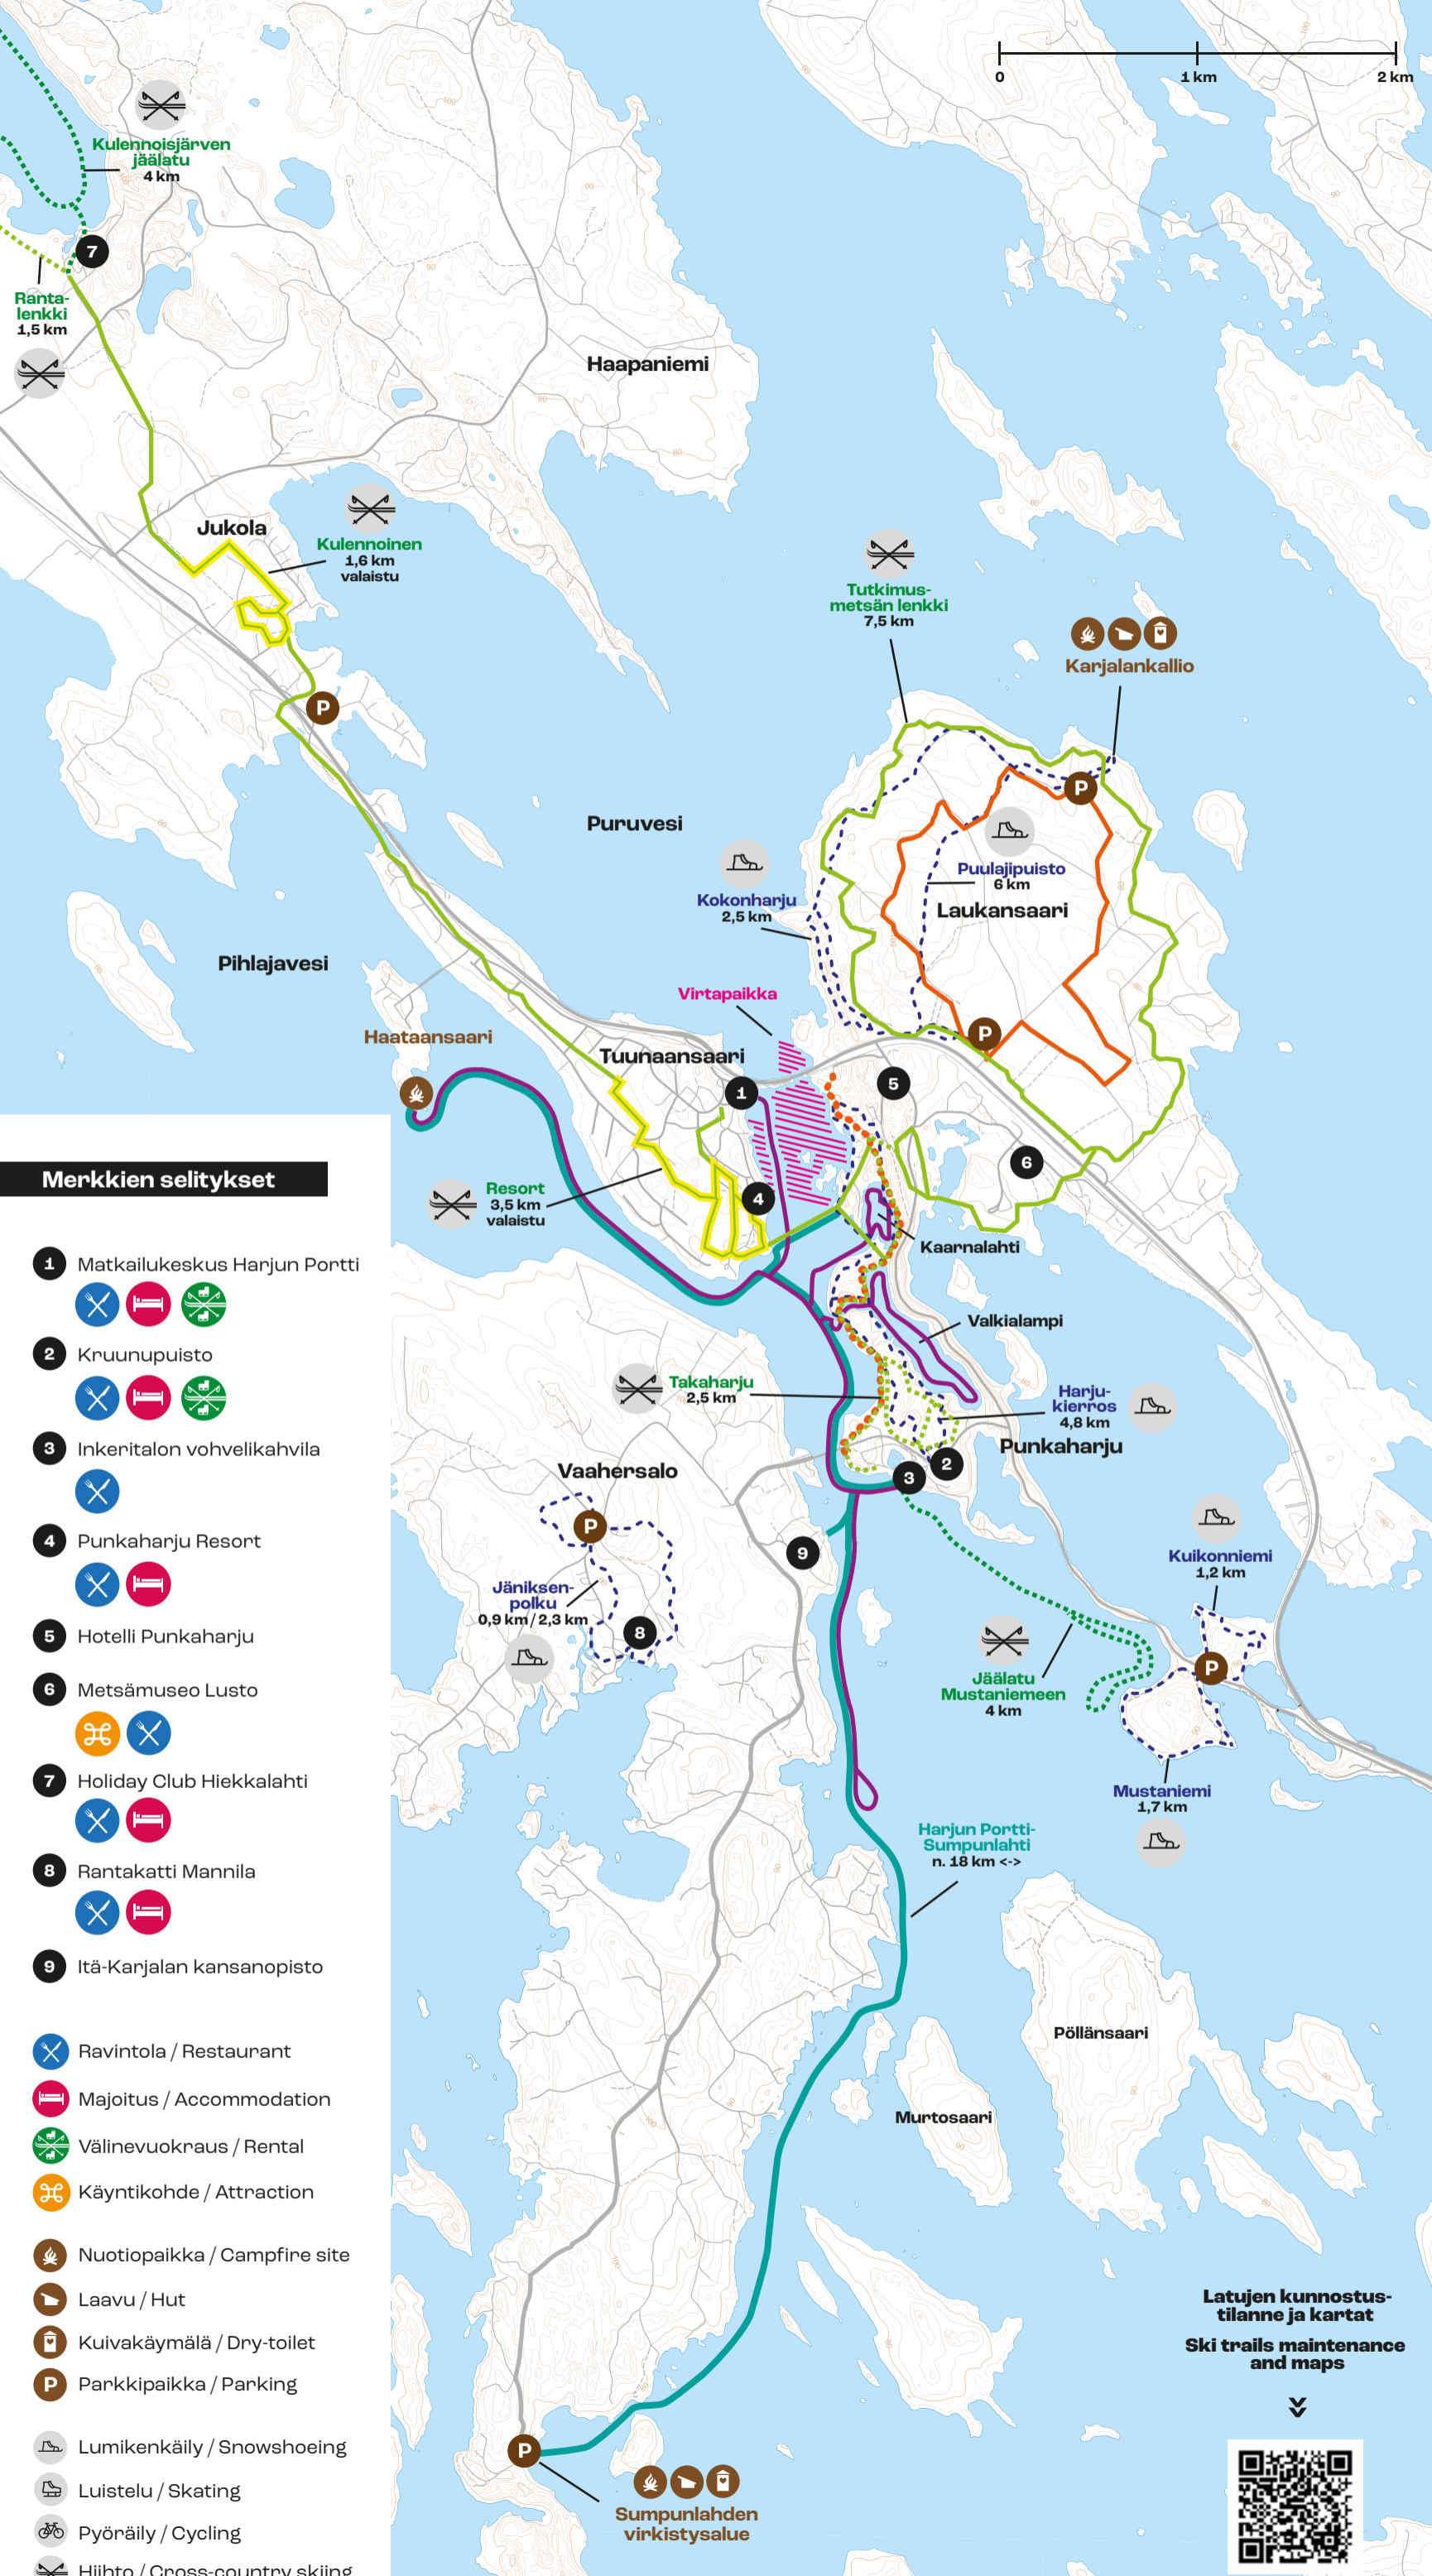 0
1 km
2 km
Kulennoisjärven
jäälatu
4 km
7
Ranta-
lenkki
1,5 km
Haapaniemi
Jukola
Kulennoinen
1,6 km
valaistu
Tutkimus-
metsän lenkki
7,5 km
Karjalankallio
P
P
Puruvesi
Puulajipuisto
6 km
Kokonharju
2,5 km
Laukansaari
Pihlajavesi
Virtapaikka
P
Haataansaari
Tuunaansaari
1
5
6
Resort
3,5 km
valaistu
4
Kaarnalahti
Valkialampi
Takaharju
2,5 km
Harju-
kierros
4,8 km
Punkaharju
2
3
Vaahersalo
P
9
Kuikonniemi
1,2 km
Jäniksen-
polku
0,9 km / 2,3 km
8
P
Jäälatu
Mustaniemeen
4 km
Mustaniemi
1,7 km
Harjun Portti-
Sumpunlahti
n. 18 km <->
Pöllänsaari
Murtosaari
P
Sumpunlahden
virkistysalue
Latujen kunnostus-
tilanne ja kartat
Ski trails maintenance
and maps
Merkkien selitykset
1 Matkailukeskus Harjun Portti
2 Kruunupuisto
3 Inkeritalon vohvelikahvila
4 Punkaharju Resort
5 Hotelli Punkaharju
6 Metsämuseo Lusto
7 Holiday Club Hiekkalahti
8 Rantakatti Mannila
9 Itä-Karjalan kansanopisto
Ravintola / Restaurant
Majoitus / Accommodation
Välinevuokraus / Rental
Käyntikohde / Attraction
Nuotiopaikka / Campfire site
Laavu / Hut
Kuivakäymälä / Dry-toilet
P Parkkipaikka / Parking
Lumikenkäily / Snowshoeing
Luistelu / Skating
Pyöräily / Cycling
Hiihto / Cross-country skiing